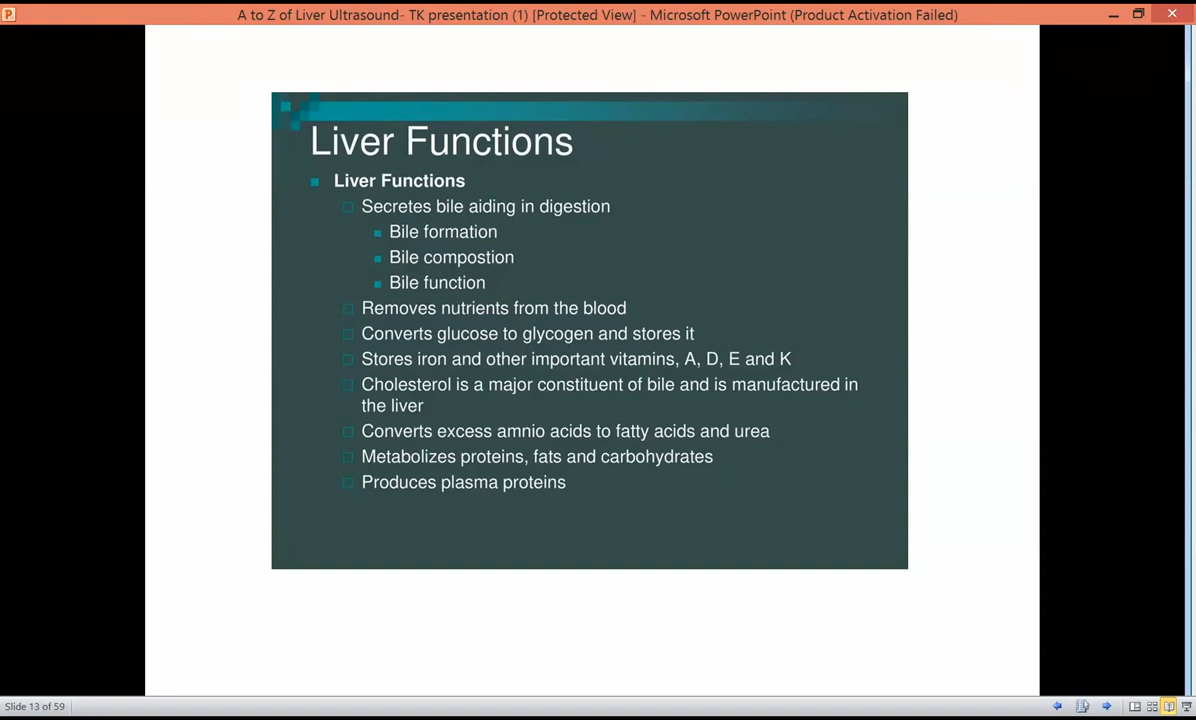 A to Z of Liver Ultrasound- TK presentation (1) [Protected View] - Microsoft PowerPoint (Product Activation Failed)
Liver Functions
Liver Functions
Secretes bile aiding in digestion
Bile formation
Bile compostion
Bile function
Removes nutrients from the blood
Converts glucose to glycogen and stores it
Stores iron and other important vitamins, A, D, E and K
Cholesterol is a major constituent of bile and is manufactured in
the liver
Converts excess amnio acids to fatty acids and urea
Metabolizes proteins, fats and carbohydrates
Produces plasma proteins
Slide 13 of 59